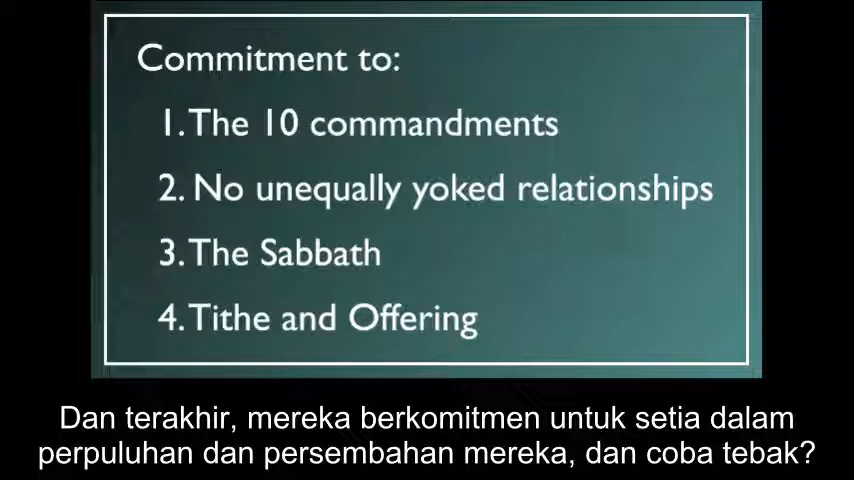 Commitment to:
1. The 10 commandments
2. No unequally yoked relationships
3. The Sabbath
4. Tithe and Offering
Dan terakhir, mereka berkomitmen untuk setia dalam
perpuluhan dan persembahan mereka, dan coba tebak?